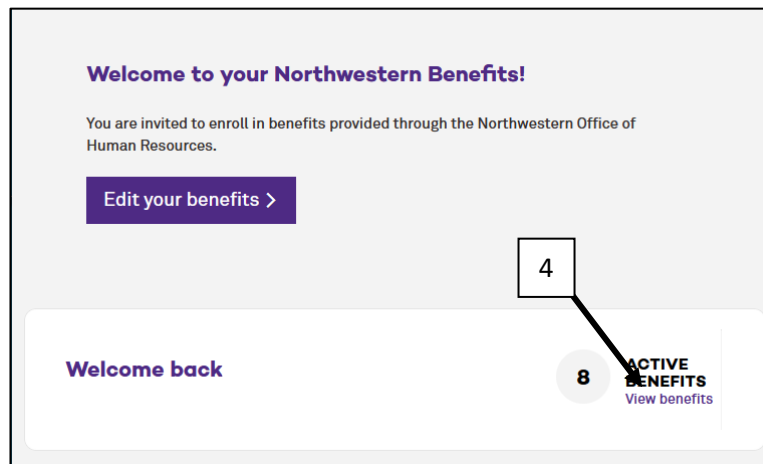 Welcome to your Northwestern Benefits!
You are invited to enroll in benefits provided through the Northwestern Office of
Human Resources.
Edit your benefits >
4
Welcome back
8
ACTIVE
BENEFITS
View benefits